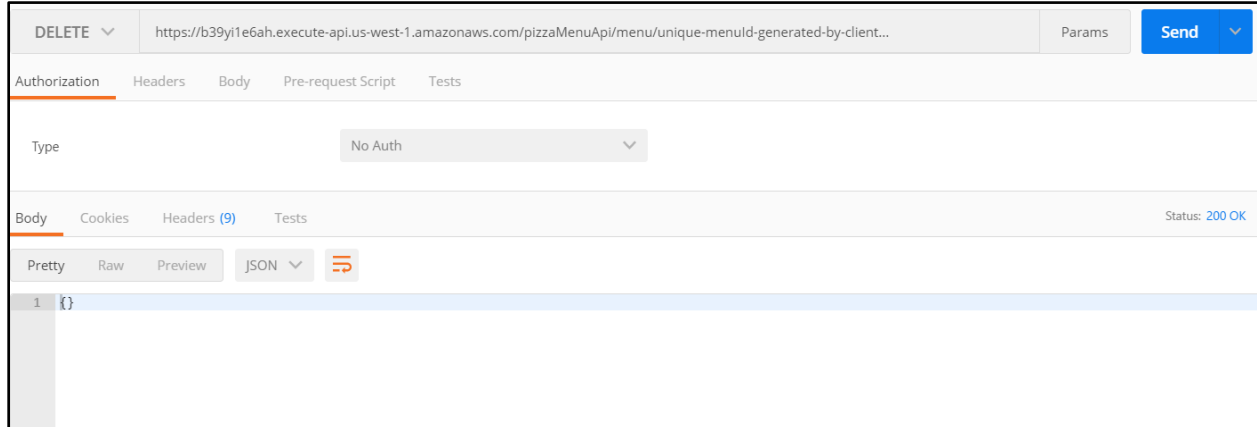 DELETE https://b39yi1e6ah.execute-api.us-west-1.amazonaws.com/pizzaMenuApi/menu/unique-menuId-generated-by-client... Params Send
Authorization Headers Body Pre-request Script Tests
Type No Auth
Body Cookies Headers (9) Tests Status: 200 OK
Pretty Raw Preview JSON
1 {}